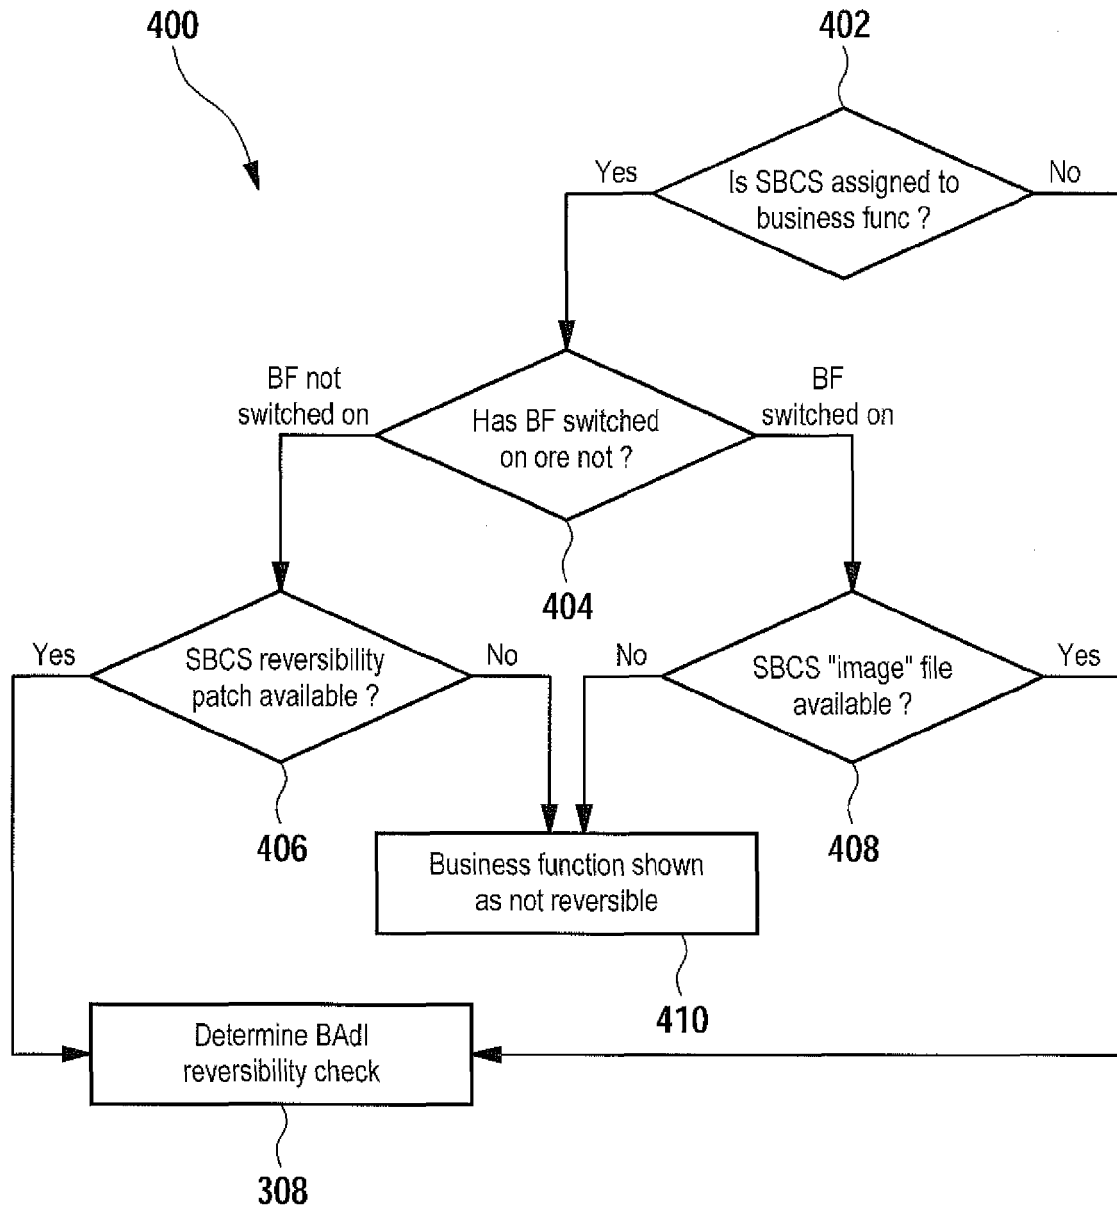 400
402
Yes
No
Is SBCS assigned to
business func ?
BF not
switched on
BF
switched on
Has BF switched
on ore not ?
404
Yes
SBCS reversibility
patch available ?
No
No
SBCS "image" file
available ?
Yes
406
408
Business function shown
as not reversible
410
Determine BAdI
reversibility check
308